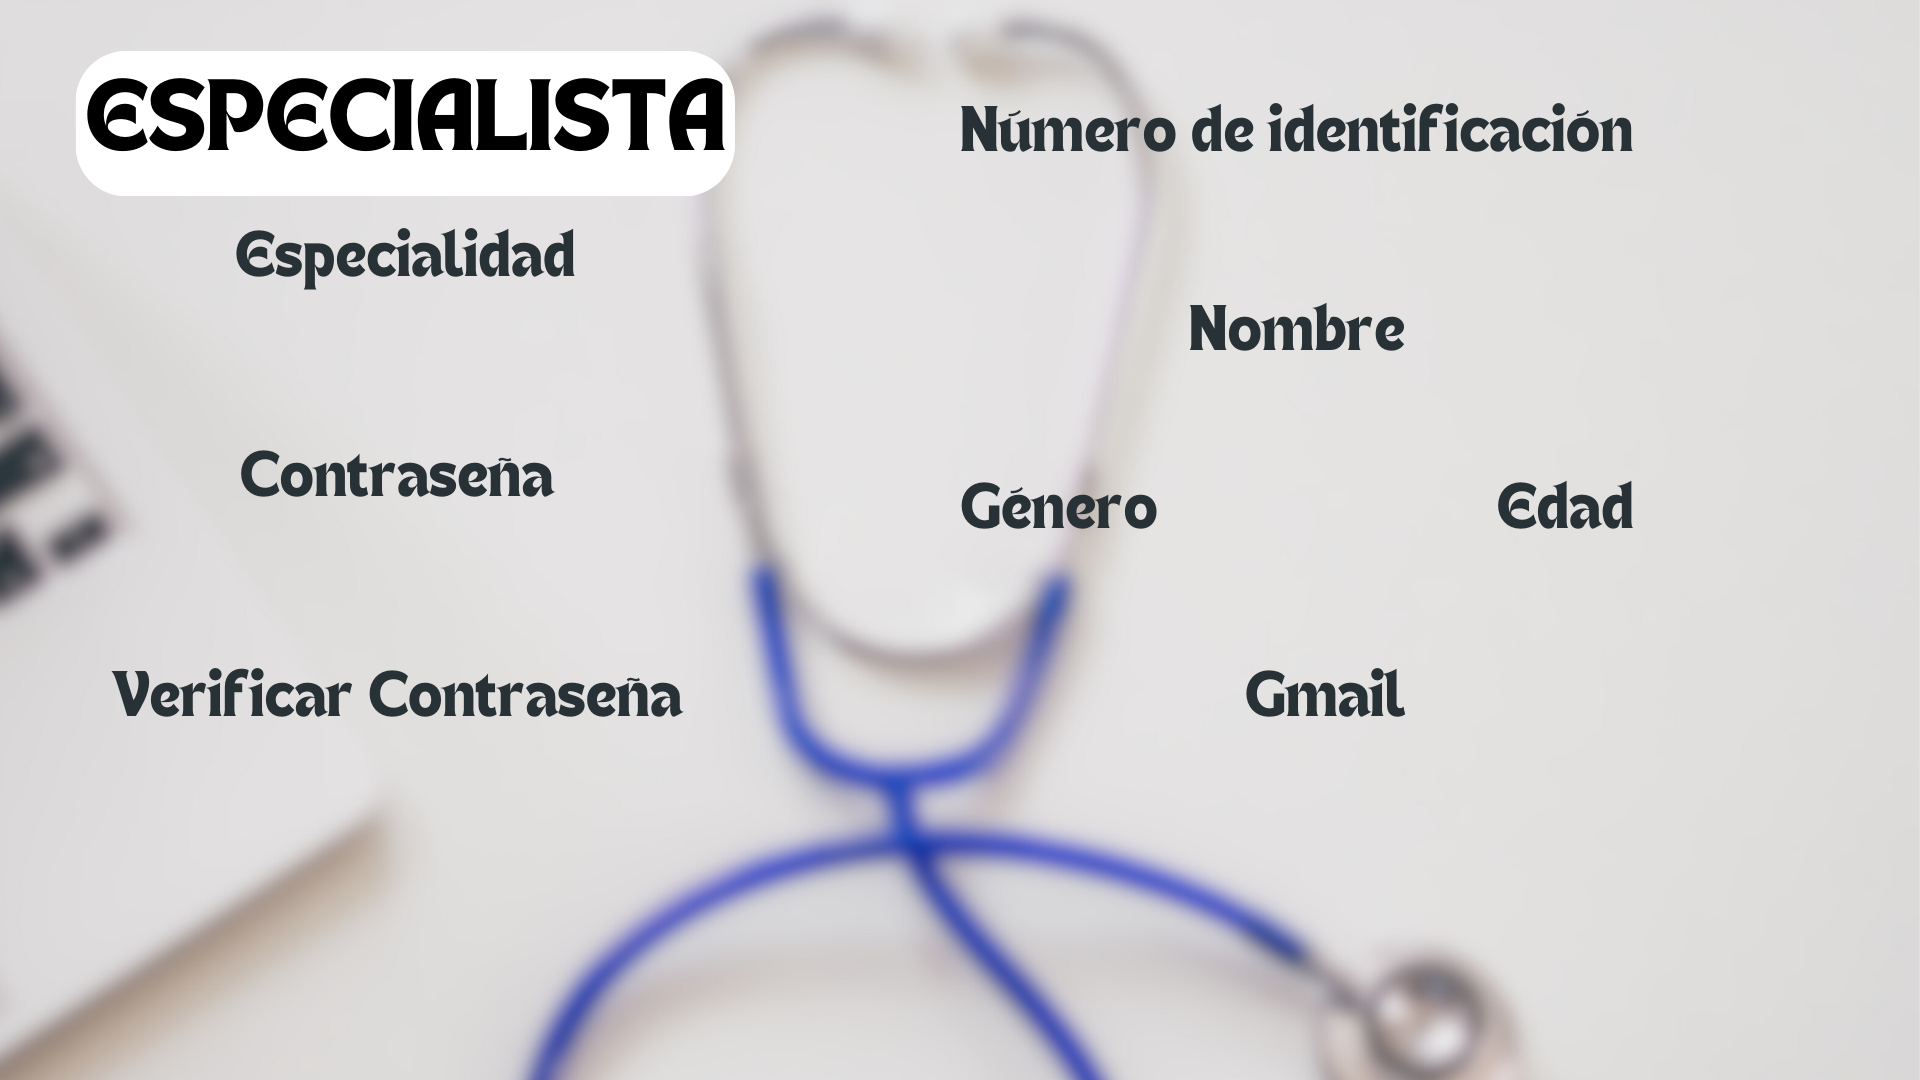 ESPECIALISTA
Especialidad
Contraseña
Verificar Contraseña
Número de identificación
Nombre
Género
Edad
Gmail